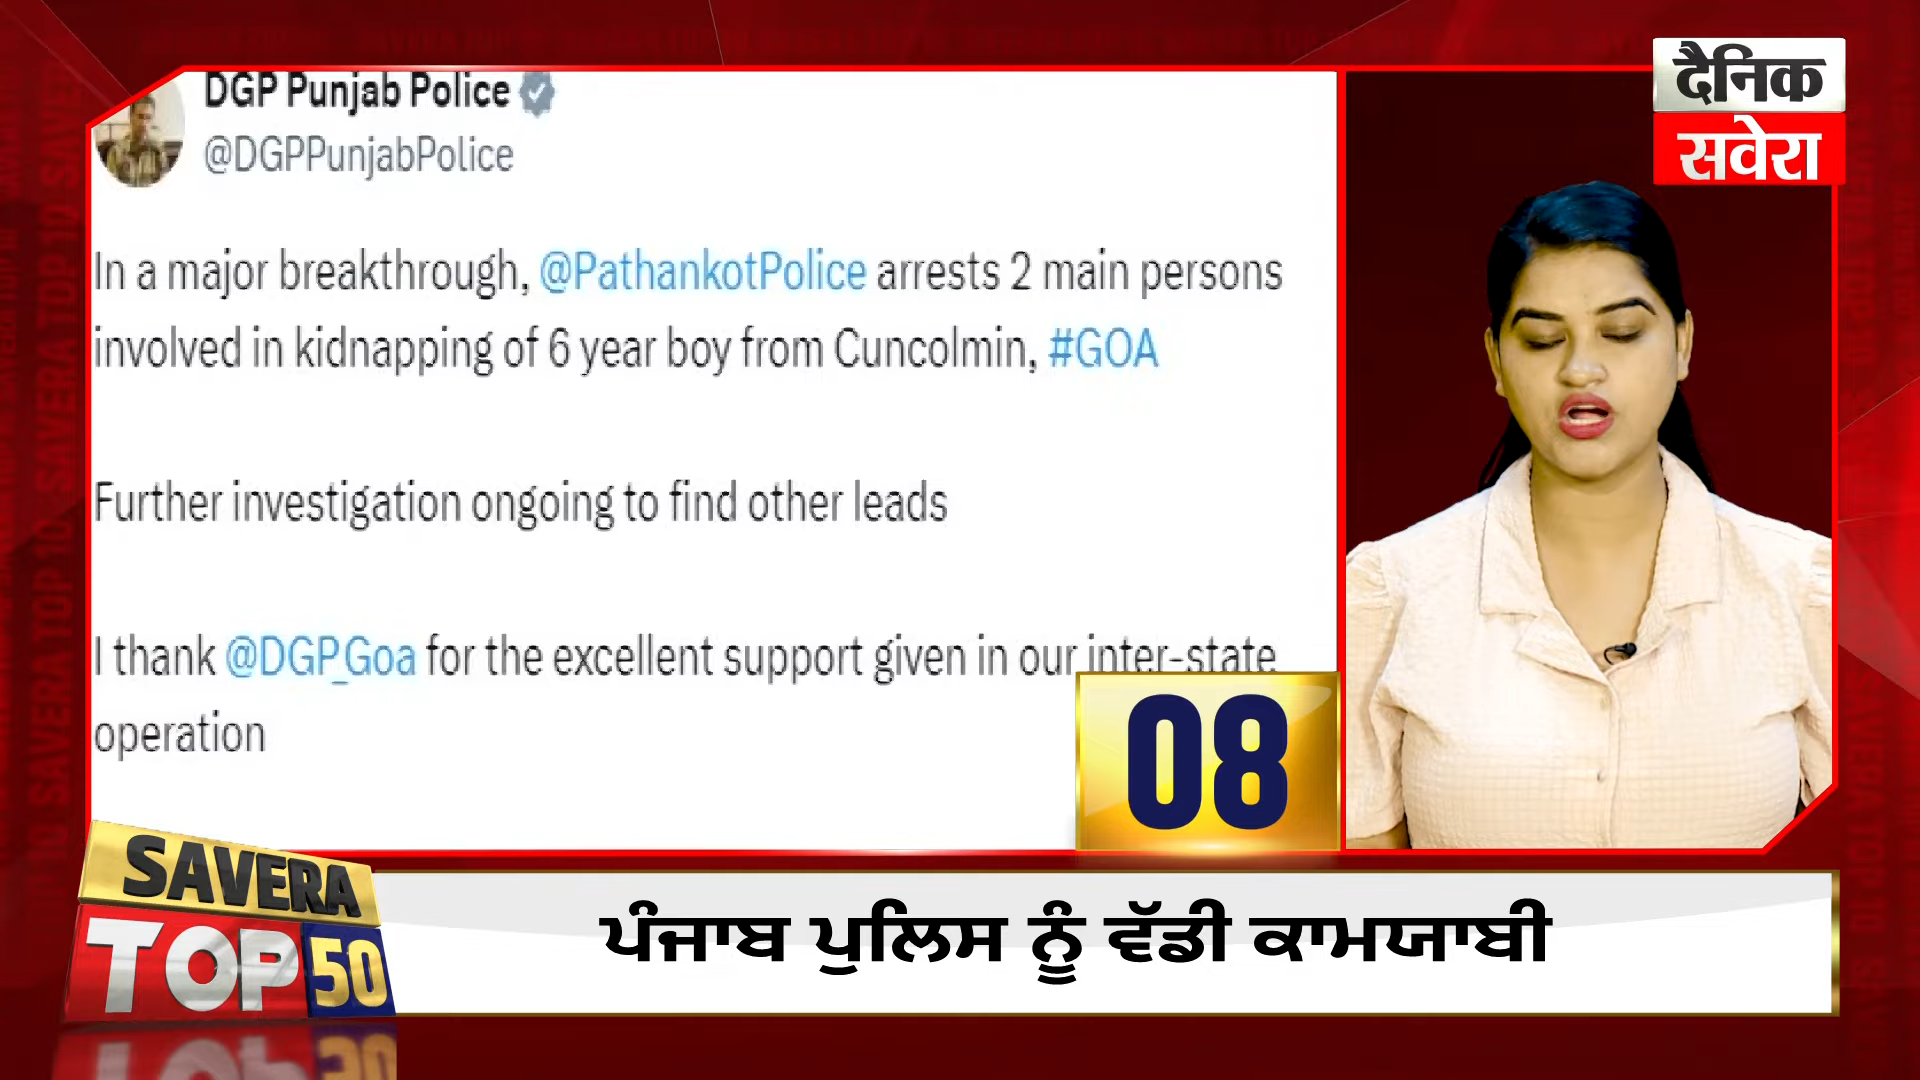 DGP Punjab Police
@DGPPunjabPolice
In a major breakthrough, @PathankotPolice arrests 2 main persons
involved in kidnapping of 6 year boy from Cuncolmin, #GOA
Further investigation ongoing to find other leads
I thank @DGP_Goa for the excellent support given in our inter-state
operation
08
दैनिक
सवेरा
SAVERA
TOP 50
ਪੰਜਾਬ ਪੁਲਿਸ ਨੂੰ ਵੱਡੀ ਕਾਮਯਾਬੀ